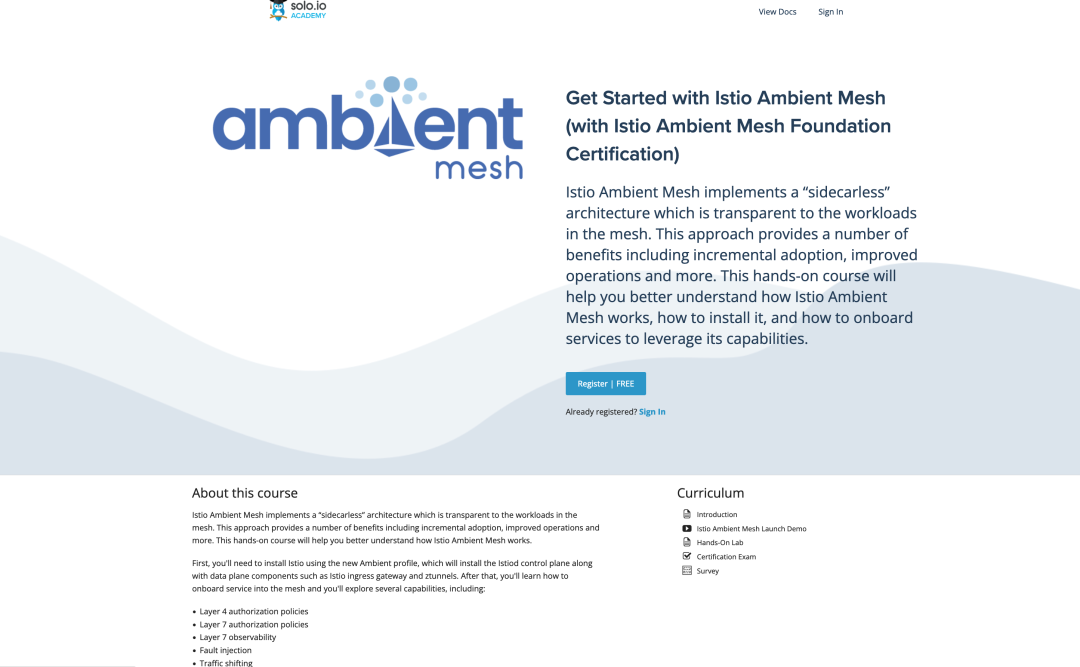 solo.io
ACADEMY
View Docs
Sign In
ambient
mesh
Get Started with Istio Ambient Mesh
(with Istio Ambient Mesh Foundation
Certification)
Istio Ambient Mesh implements a “sidecarless”
architecture which is transparent to the workloads
in the mesh. This approach provides a number of
benefits including incremental adoption, improved
operations and more. This hands-on course will
help you better understand how Istio Ambient
Mesh works, how to install it, and how to onboard
services to leverage its capabilities.
Register | FREE
Already registered? Sign In
About this course
Istio Ambient Mesh implements a “sidecarless” architecture which is transparent to the workloads in the
mesh. This approach provides a number of benefits including incremental adoption, improved operations and
more. This hands-on course will help you better understand how Istio Ambient Mesh works.
First, you'll need to install Istio using the new Ambient profile, which will install the Istiod control plane along
with data plane components such as Istio ingress gateway and ztunnels. After that, you'll learn how to
onboard service into the mesh and you'll explore several capabilities, including:
• Layer 4 authorization policies
• Layer 7 authorization policies
• Layer 7 observability
• Fault injection
• Traffic shifting
Curriculum
Introduction
Istio Ambient Mesh Launch Demo
Hands-On Lab
Certification Exam
Survey